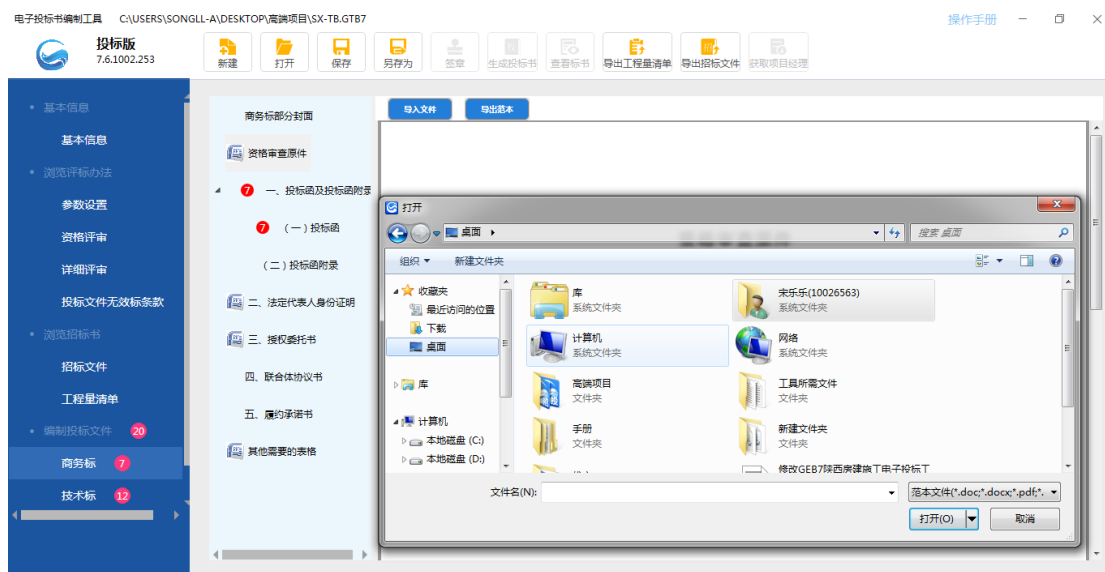 电子投标书编制工具 C:\USERS\SONGLL-A\DESKTOP\高端项目\SX-TB.GTB7 操作手册
投标版
7.6.1002.253
新建 打开 保存 另存为 签章 生成投标书 查看标书 导出工程量清单 导出招标文件 获取项目经理
基本信息
基本信息
浏览评标办法
参数设置
资格评审
详细评审
投标文件无效标条款
浏览招标书
招标文件
工程量清单
编制投标文件 20
商务标 7
技术标 12
商务标部分封面
资格审查原件
7 一、投标函及投标函附录
7 （一）投标函
（二）投标函附录
二、法定代表人身份证明
三、授权委托书
四、联合体协议书
五、履约承诺书
其他需要的表格
导入文件 导出范本
打开
桌面
搜索 桌面
组织 新建文件夹
收藏夹
最近访问的位置
下载
桌面
库
计算机
本地磁盘 (C:)
本地磁盘 (D:)
库
系统文件夹
宋乐乐(10026563)
系统文件夹
计算机
系统文件夹
网络
系统文件夹
高端项目
文件夹
工具所需文件
文件夹
手册
文件夹
新建文件夹
文件夹
修改GEB7陕西房建施工电子投标工
文件名(N):
范本文件(*.doc;*.docx;*.pdf;*.
打开(O) 取消